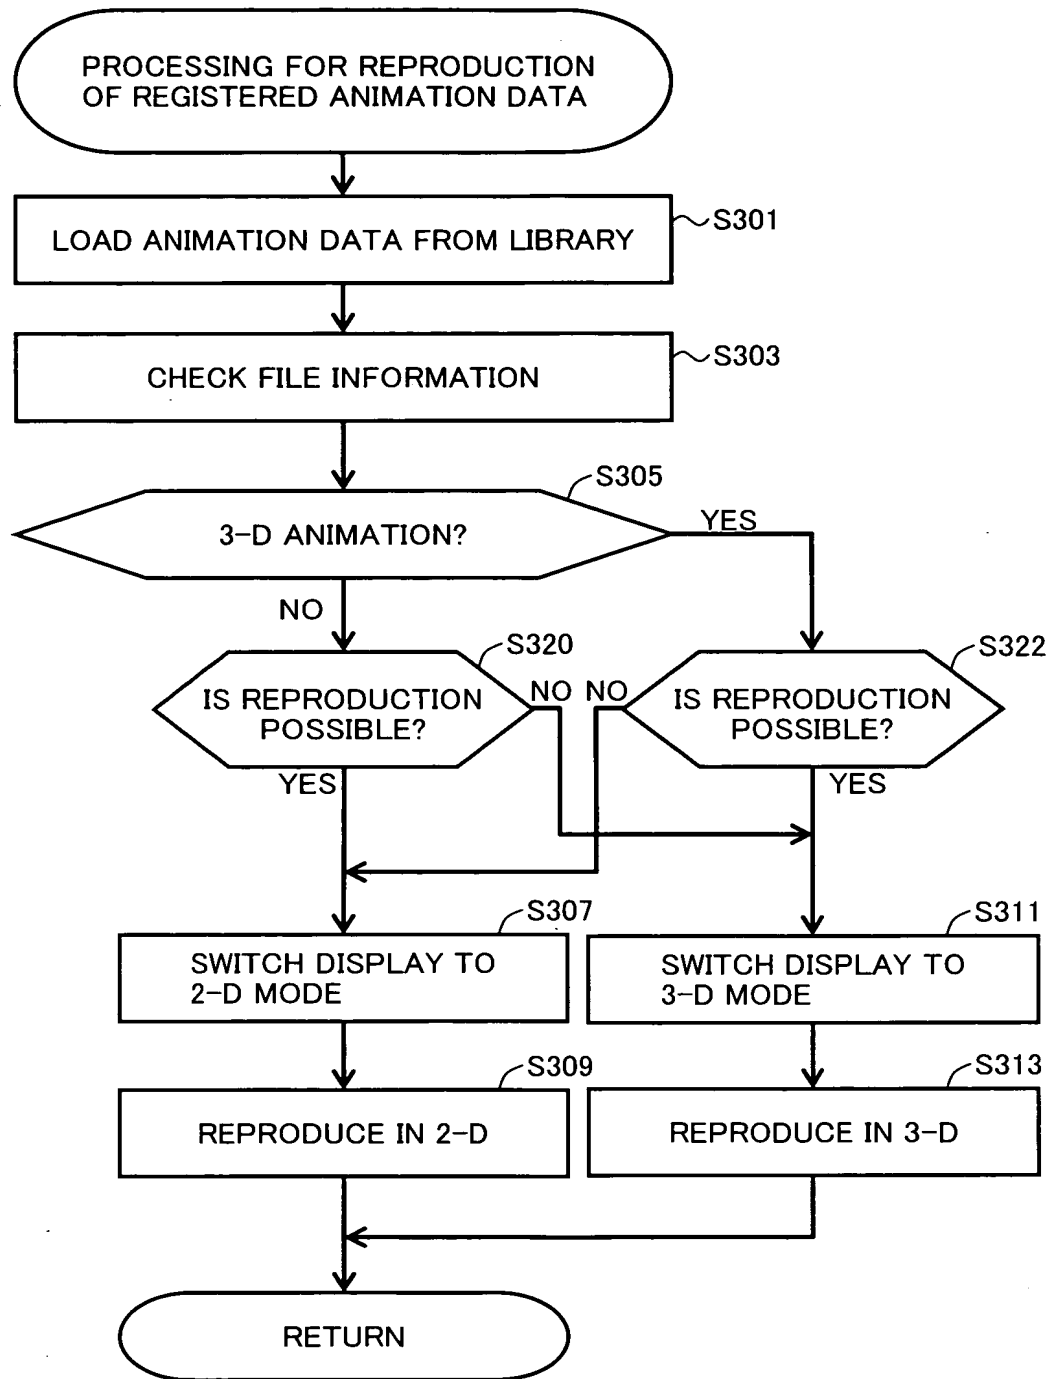 PROCESSING FOR REPRODUCTION
OF REGISTERED ANIMATION DATA
S301
LOAD ANIMATION DATA FROM LIBRARY
S303
CHECK FILE INFORMATION
S305
3-D ANIMATION?
YES
NO
S320
S322
IS REPRODUCTION
POSSIBLE?
NO
NO
IS REPRODUCTION
POSSIBLE?
YES
YES
S307
S311
SWITCH DISPLAY TO
2-D MODE
SWITCH DISPLAY TO
3-D MODE
S309
S313
REPRODUCE IN 2-D
REPRODUCE IN 3-D
RETURN